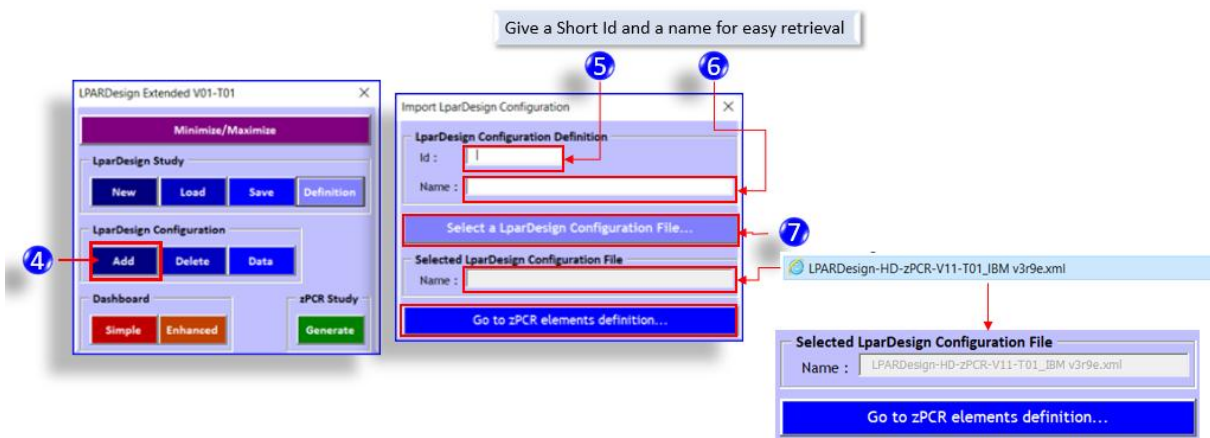 Give a Short Id and a name for easy retrieval
5
6
LPARDesign Extended V01-T01
Minimize/Maximize
LparDesign Study
New Load Save Definition
LparDesign Configuration
4
Add Delete Data
Dashboard
zPCR Study
Simple Enhanced
Generate
Import LparDesign Configuration
LparDesign Configuration Definition
Id :
Name :
Select a LparDesign Configuration File...
7
Selected LparDesign Configuration File
Name :
Go to zPCR elements definition...
LPARDesign-HD-zPCR-V11-T01_IBM v3r9e.xml
Selected LparDesign Configuration File
Name : LPARDesign-HD-zPCR-V11-T01_IBM v3r9e.xml
Go to zPCR elements definition...